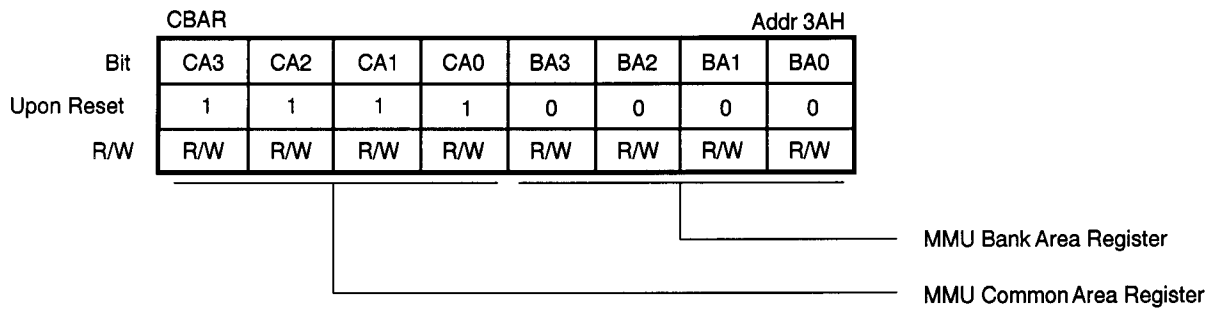 CBAR Addr 3AH
Bit CA3 CA2 CA1 CA0 BA3 BA2 BA1 BA0
Upon Reset 1 1 1 1 0 0 0 0
R/W R/W R/W R/W R/W R/W R/W R/W R/W
MMU Bank Area Register
MMU Common Area Register